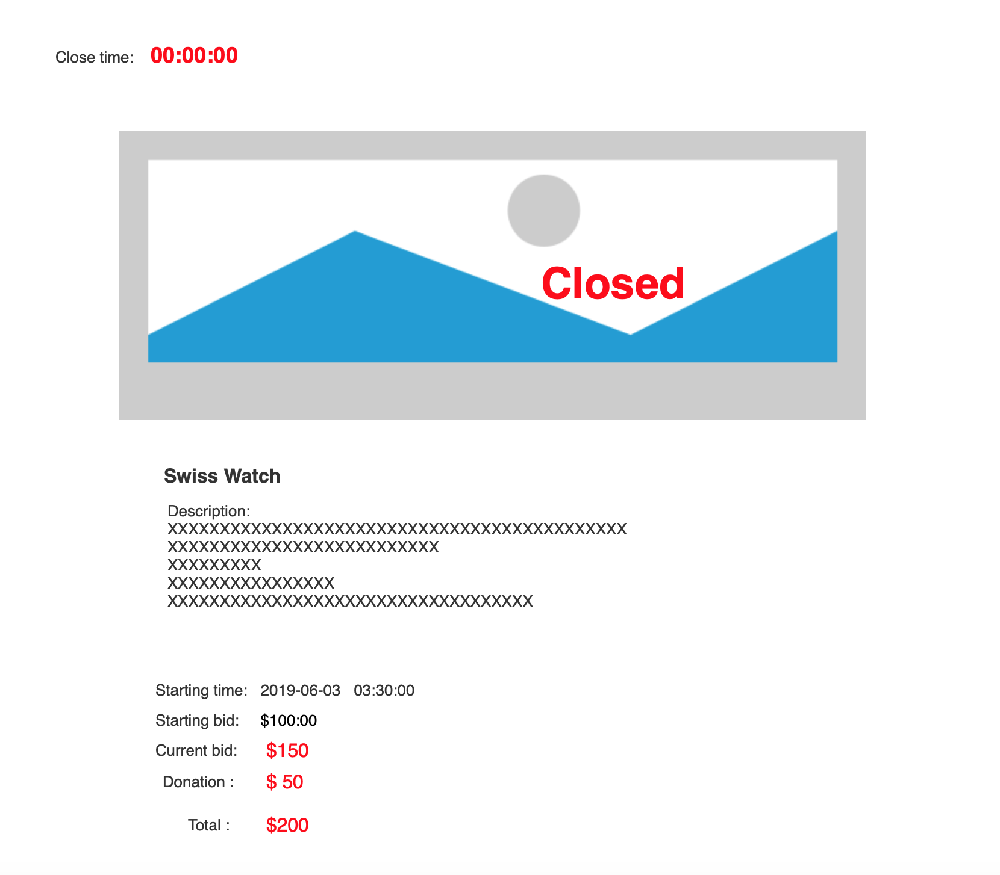 Close time: 00:00:00
Closed
Swiss Watch
Description:
XXXXXXXXXXXXXXXXXXXXXXXXXXXXXXXXXXXXXXXXXXXX
XXXXXXXXXXXXXXXXXXXXXXXXXX
XXXXXXXXX
XXXXXXXXXXXXXXXX
XXXXXXXXXXXXXXXXXXXXXXXXXXXXXXXXXXX
Starting time: 2019-06-03 03:30:00
Starting bid: $100:00
Current bid: $150
Donation : $ 50
Total : $200